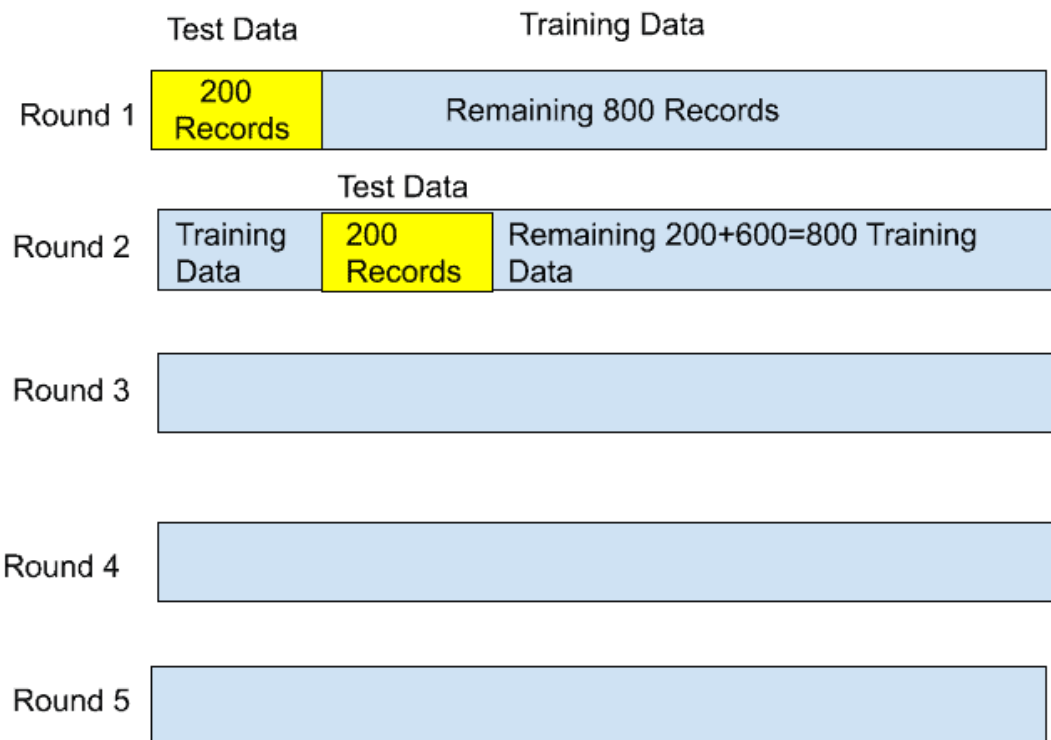 Test Data
Training Data
Round 1
200
Records
Remaining 800 Records
Test Data
Round 2
Training
Data
200
Records
Remaining 200+600=800 Training
Data
Round 3
Round 4
Round 5